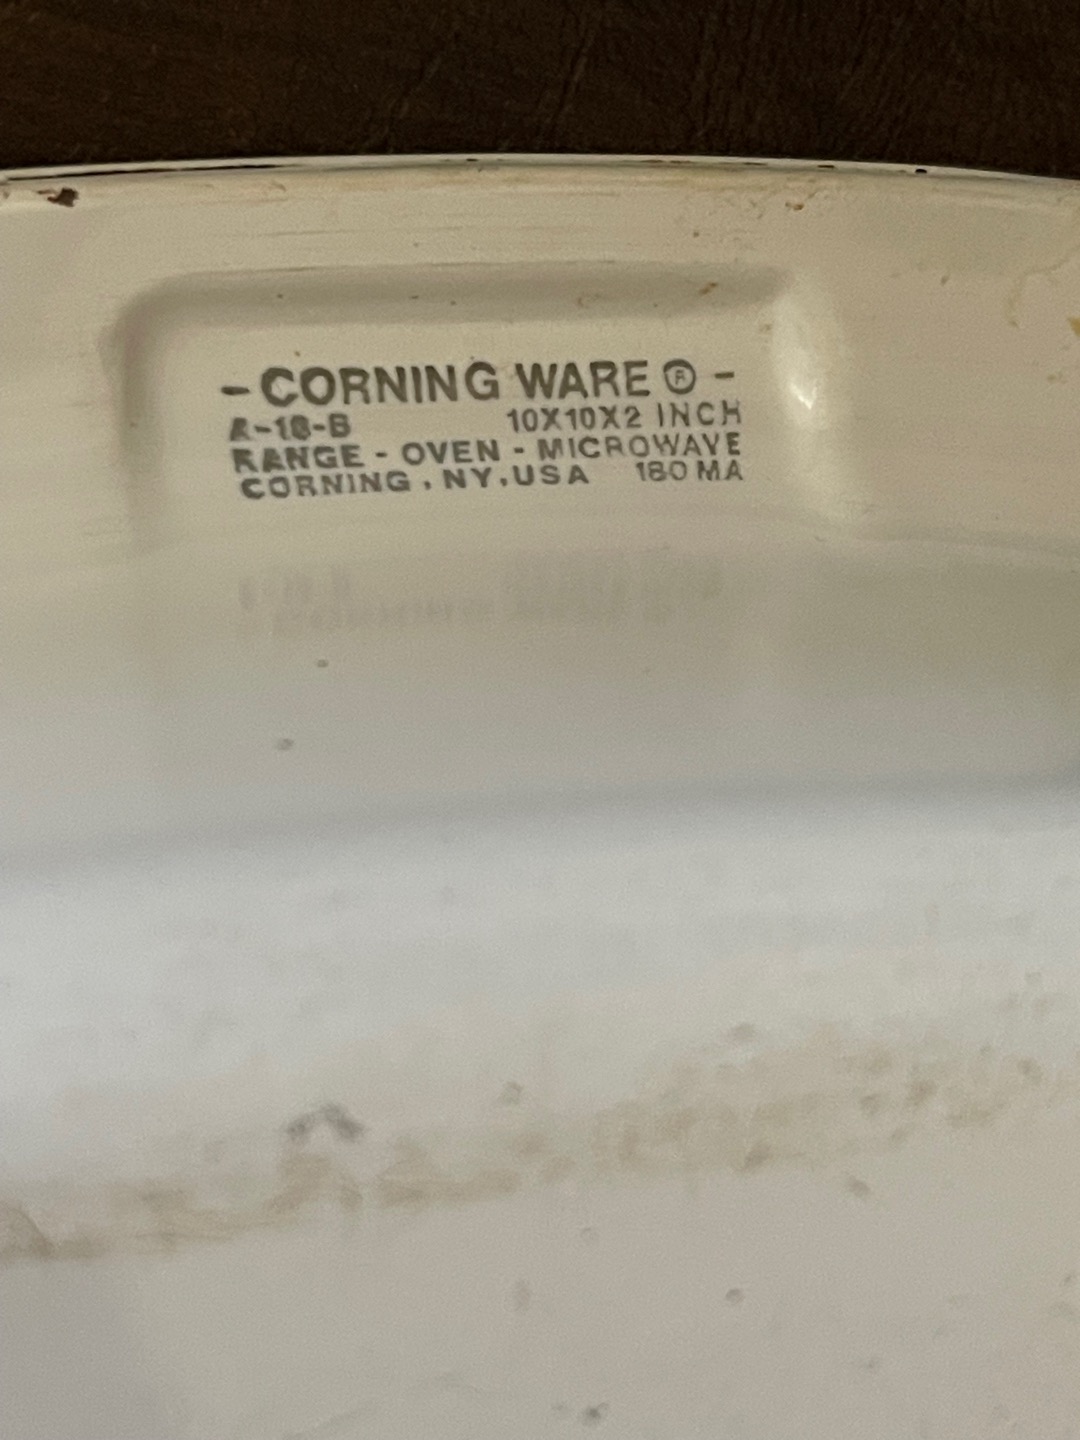 - CORNING WARE ® -
A-10-B 10X10X2 INCH
RANGE - OVEN - MICROWAVE
CORNING, NY, USA 180 MA